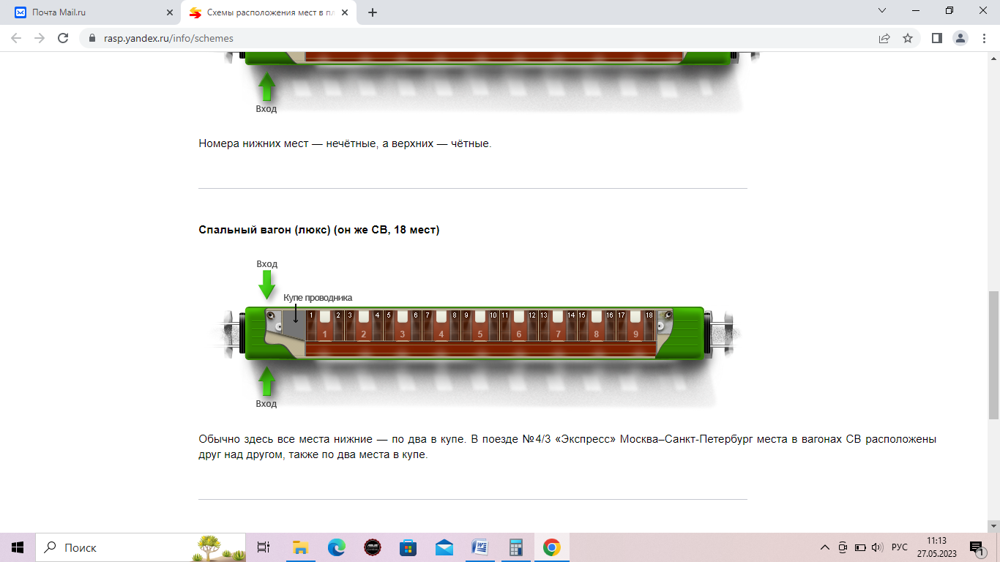 Почта Mail.ru
Схемы расположения мест в пл
rasp.yandex.ru/info/schemes
Вход
Номера нижних мест — нечётные, а верхних — чётные.
Спальный вагон (люкс) (он же СВ, 18 мест)
Вход
Купе проводника
1 2 3 4 5 6 7 8 9 10 11 12 13 14 15 16 17 18
1 2 3 4 5 6 7 8 9
Вход
Обычно здесь все места нижние — по два в купе. В поезде №4/3 «Экспресс» Москва–Санкт-Петербург места в вагонах СВ расположены
друг над другом, также по два места в купе.
Поиск
РУС
11:13
27.05.2023
1